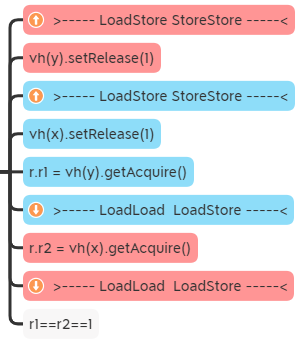 >----- LoadStore StoreStore -----<
vh(y).setRelease(1)
>----- LoadStore StoreStore -----<
vh(x).setRelease(1)
r.r1 = vh(y).getAcquire()
>----- LoadLoad  LoadStore -----<
r.r2 = vh(x).getAcquire()
>----- LoadLoad  LoadStore -----<
r1==r2==1